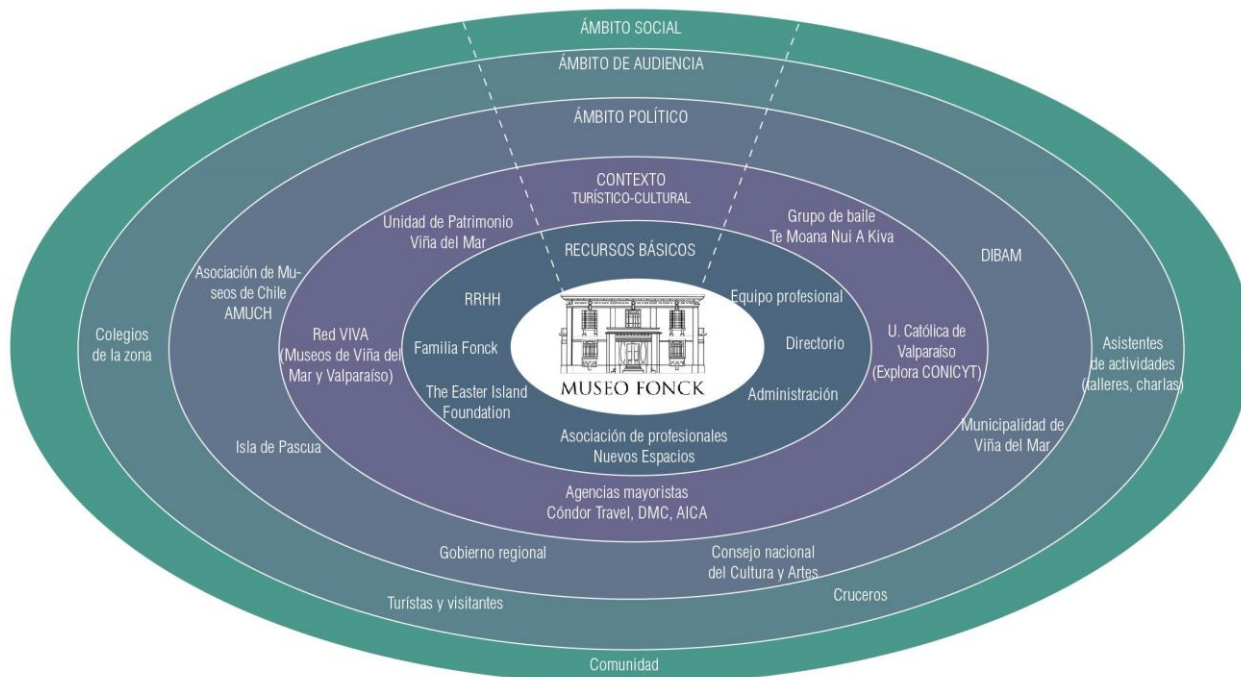 ÁMBITO SOCIAL
ÁMBITO DE AUDIENCIA
ÁMBITO POLÍTICO
CONTEXTO
TURÍSTICO-CULTURAL
Unidad de Patrimonio
Viña del Mar
Grupo de baile
Te Moana Nui A Kiva
RECURSOS BÁSICOS
DIBAM
Asociación de Mu-
seos de Chile
AMUCH
RRHH
Equipo profesional
Colegios
de la zona
Red VIVA
(Museos de Viña del
Mar y Valparaíso)
Familia Fonck
MUSEO FONCK
Directorio
U. Católica de
Valparaíso
(Explora CONICYT)
Asistentes
de actividades
(talleres, charlas)
The Easter Island
Foundation
Administración
Isla de Pascua
Asociación de profesionales
Nuevos Espacios
Municipalidad de
Viña del Mar
Agencias mayoristas
Cóndor Travel, DMC, AICA
Gobierno regional
Consejo nacional
del Cultura y Artes
Turístas y visitantes
Cruceros
Comunidad